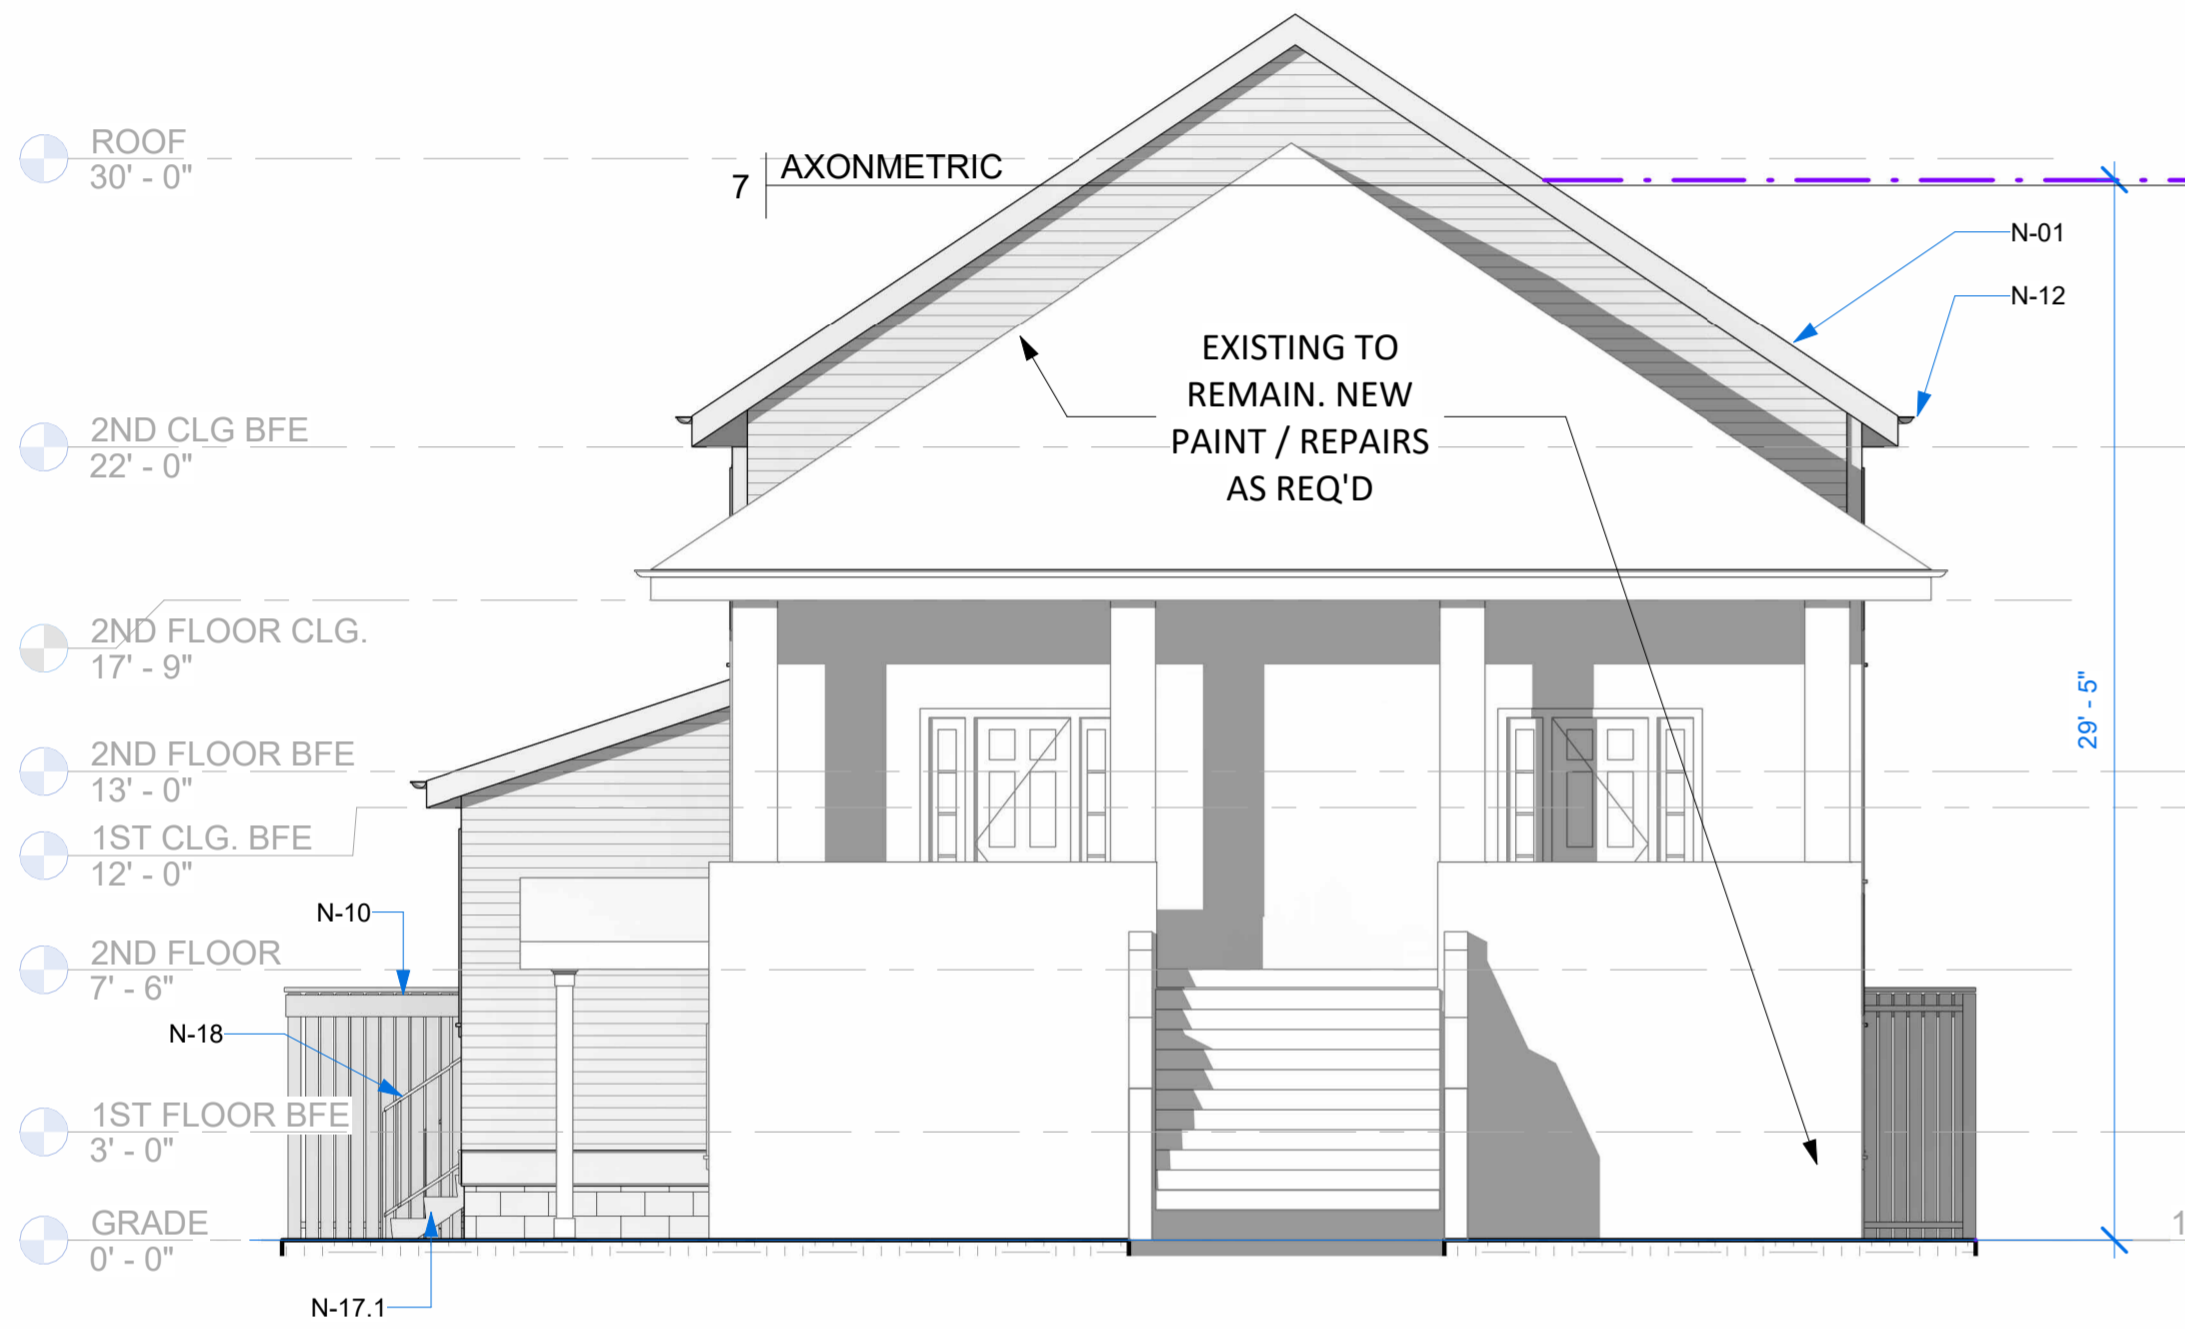 ROOF
30' - 0"
7
AXONMETRIC
N-01
N-12
EXISTING TO
REMAIN. NEW
PAINT / REPAIRS
AS REQ'D
2ND CLG BFE
22' - 0"
2ND FLOOR CLG.
17' - 9"
29' - 5"
2ND FLOOR BFE
13' - 0"
1ST CLG. BFE
12' - 0"
N-10
2ND FLOOR
7' - 6"
N-18
1ST FLOOR BFE
3' - 0"
GRADE
0' - 0"
1
N-17.1